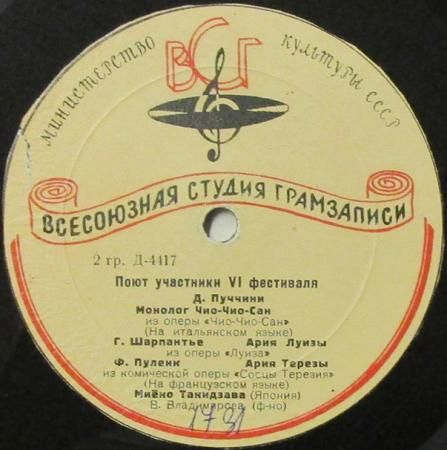 МИНИСТЕРСТВО КУЛЬТУРЫ СССР
ВСГ
ВСЕСОЮЗНАЯ СТУДИЯ ГРАМЗАПИСИ
2 гр. Д-4417
Поют участники VI фестиваля
Д. Пуччини
Монолог Чио-Чио-Сан
из оперы «Чио-Чио-Сан»
(На итальянском языке)
Г. Шарпантье Ария Луизы
из оперы «Луиза»
Ф. Пуленк Ария Терезы
из комической оперы «Сосцы Терезия»
(На французском языке)
Миёко Такидзава (Япония)
В. Владимирова (ф-но)
1731